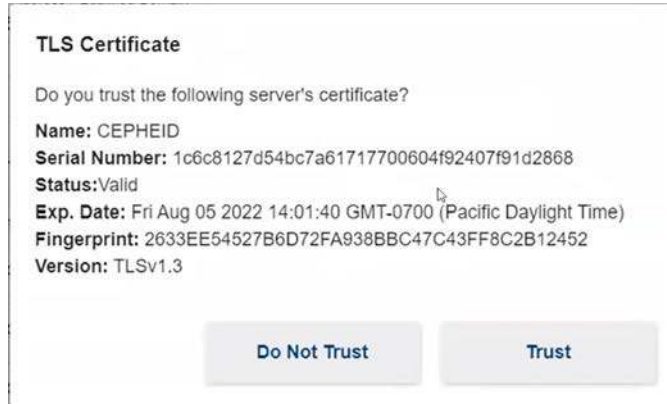 TLS Certificate
Do you trust the following server's certificate?
Name: CEPHEID
Serial Number: 1c6c8127d54bc7a61717700604f92407f91d2868
Status:Valid
Exp. Date: Fri Aug 05 2022 14:01:40 GMT-0700 (Pacific Daylight Time)
Fingerprint: 2633EE54527B6D72FA938BBC47C43FF8C2B12452
Version: TLSv1.3
Do Not Trust Trust